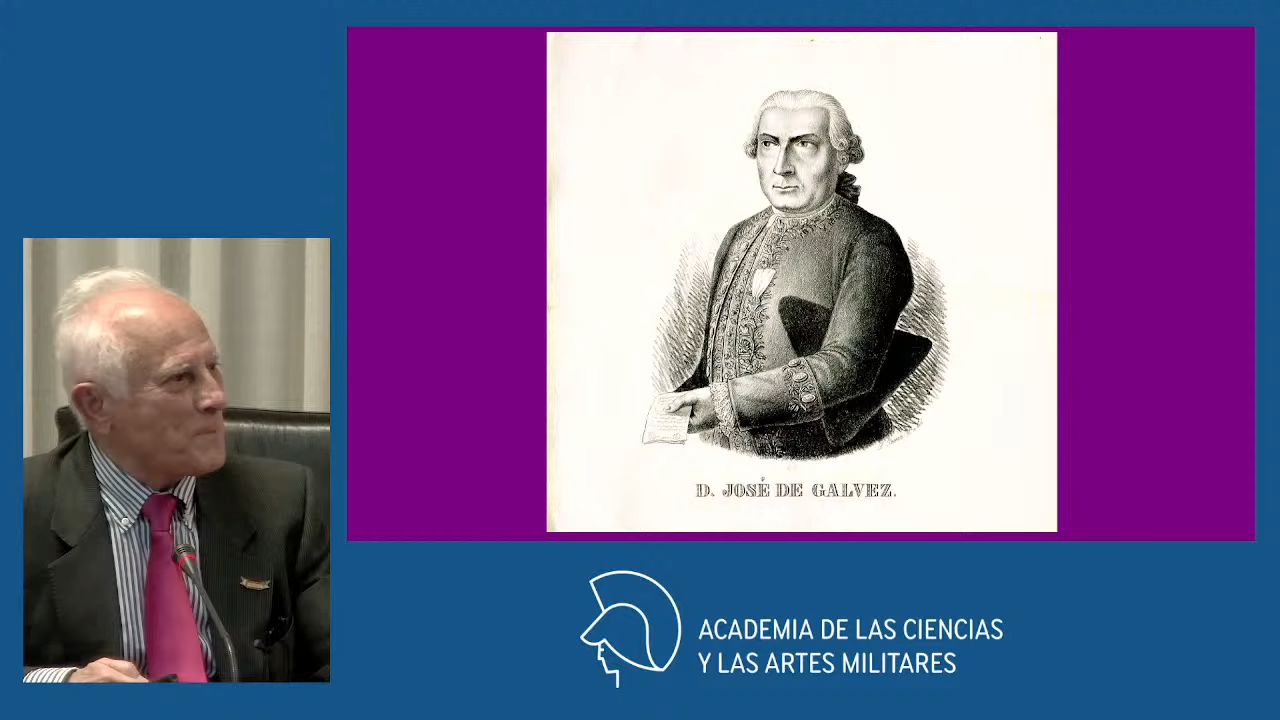 D. JOSÉ DE GALVEZ.
ACADEMIA DE LAS CIENCIAS
Y LAS ARTES MILITARES